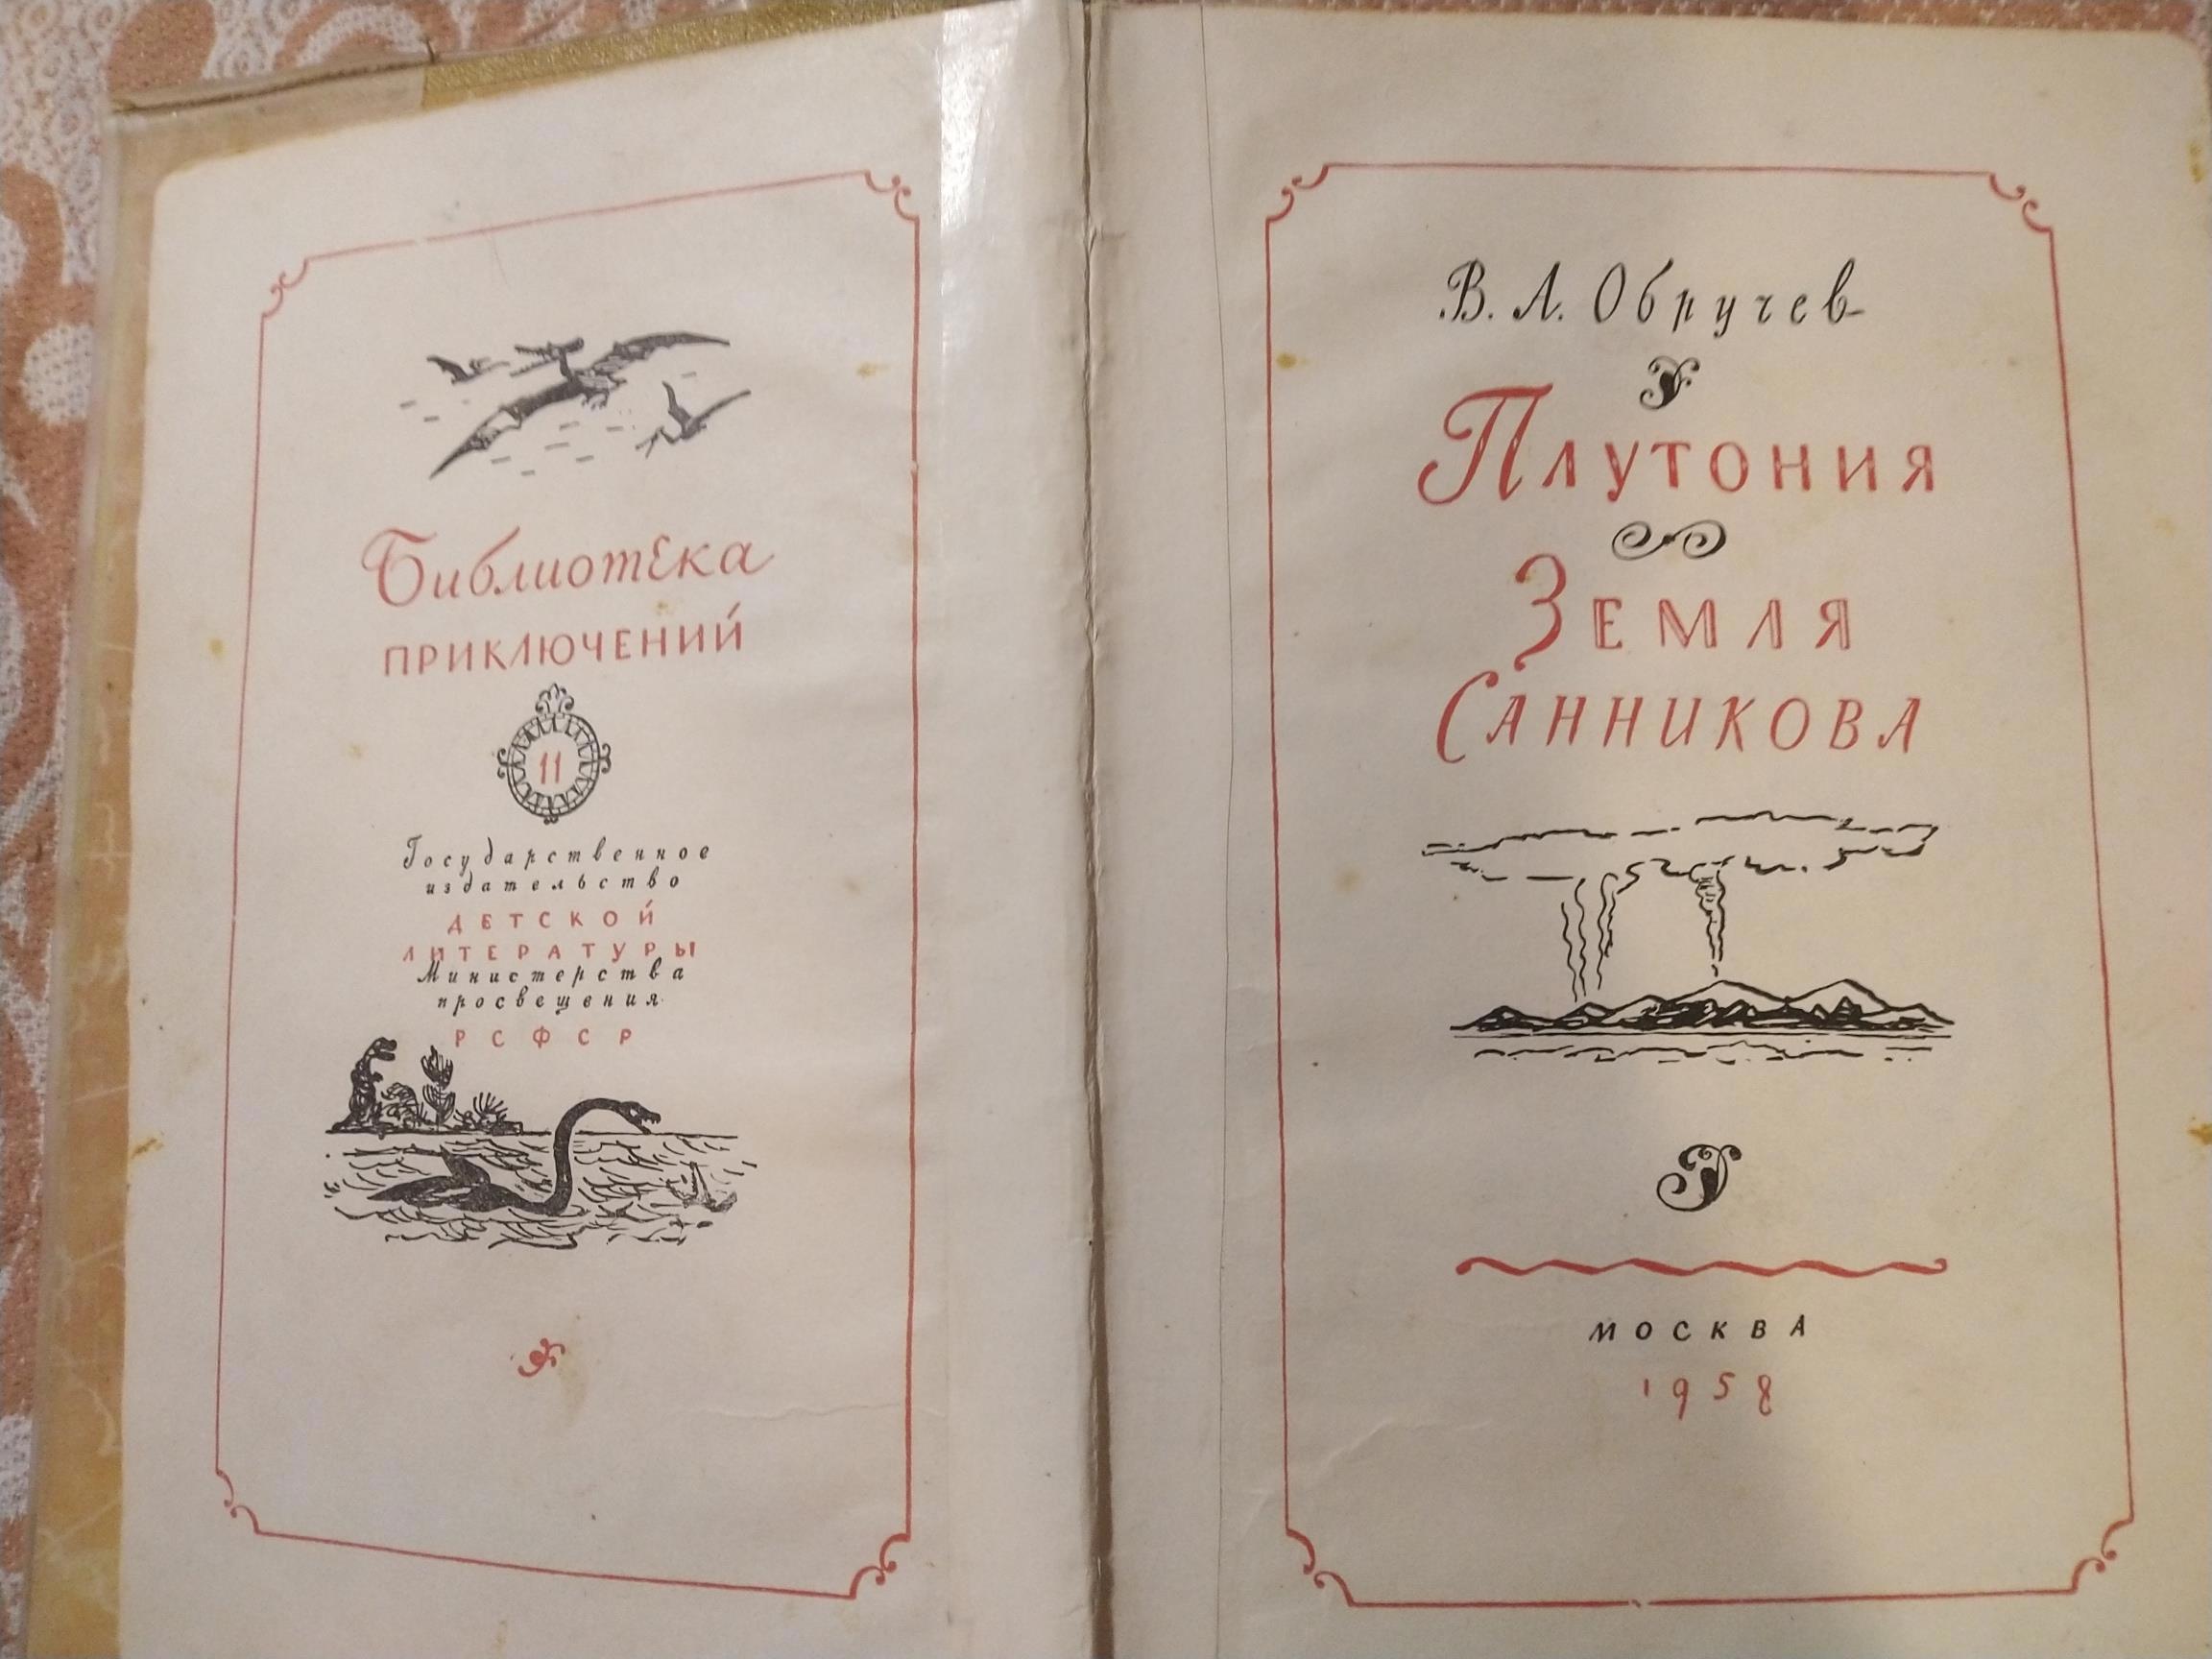 Библиотека
ПРИКЛЮЧЕНИЙ
11
Государственное
издательство
ДЕТСКОЙ
ЛИТЕРАТУРЫ
Министерства
просвещения
РСФСР
В. А. Обручев
Плутония
Земля
Санникова
МОСКВА
1958